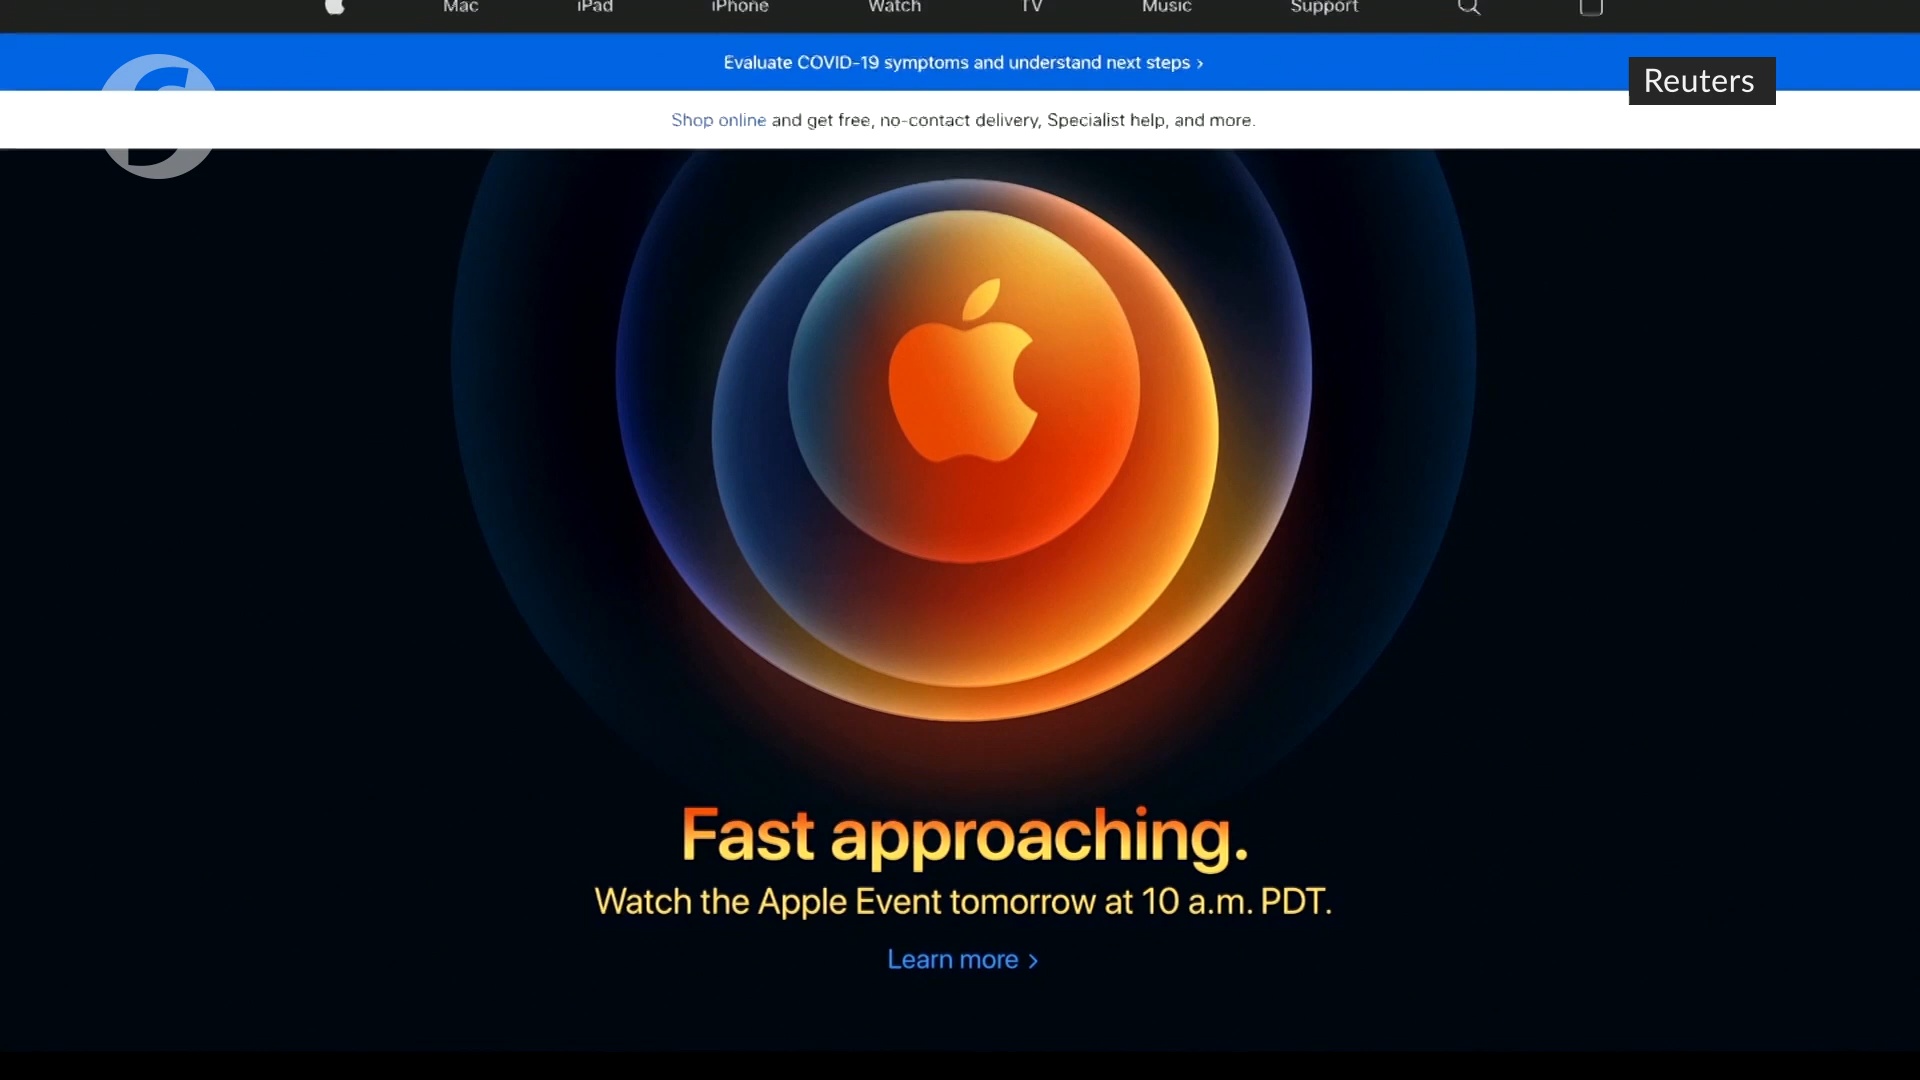 Mac iPad iPhone Watch TV Music Support
Evaluate COVID-19 symptoms and understand next steps >
Reuters
Shop online and get free, no-contact delivery, Specialist help, and more.
Fast approaching.
Watch the Apple Event tomorrow at 10 a.m. PDT.
Learn more >